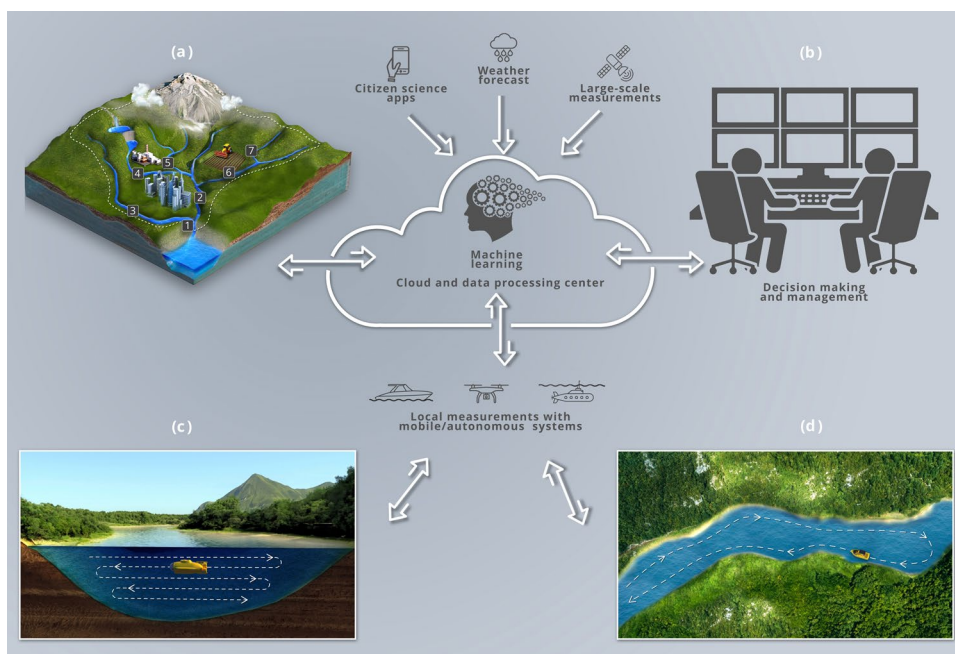 (a)
Citizen science
apps
Weather
forecast
Large-scale
measurements
(b)
7
5
4
6
2
3
1
Machine
learning
Cloud and data processing center
Decision making
and management
Local measurements with
mobile/autonomous systems
(c)
(d)